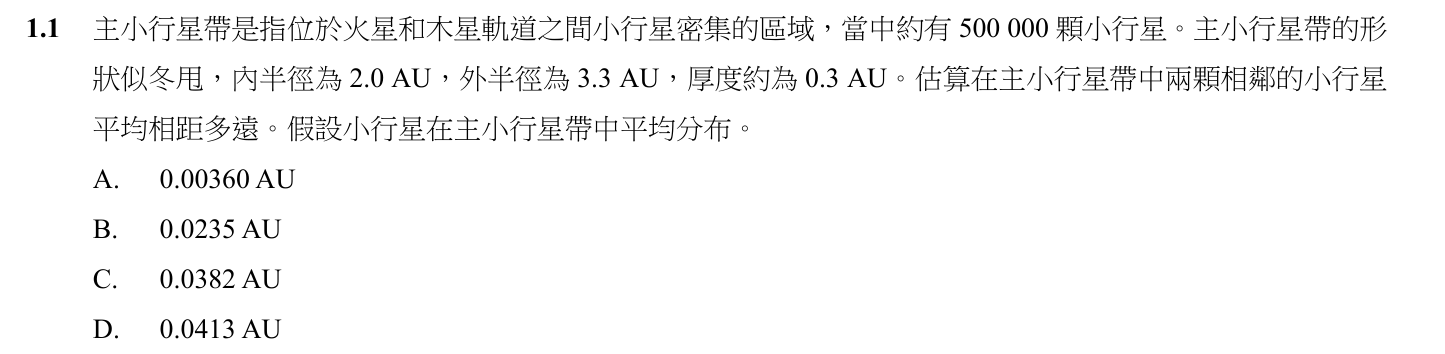 1.1 主小行星帶是指位於火星和木星軌道之間小行星密集的區域，當中約有 500 000 顆小行星。主小行星帶的形
狀似冬甩，內半徑為 2.0 AU，外半徑為 3.3 AU，厚度約為 0.3 AU。估算在主小行星帶中兩顆相鄰的小行星
平均相距多遠。假設小行星在主小行星帶中平均分布。
A. 0.00360 AU
B. 0.0235 AU
C. 0.0382 AU
D. 0.0413 AU